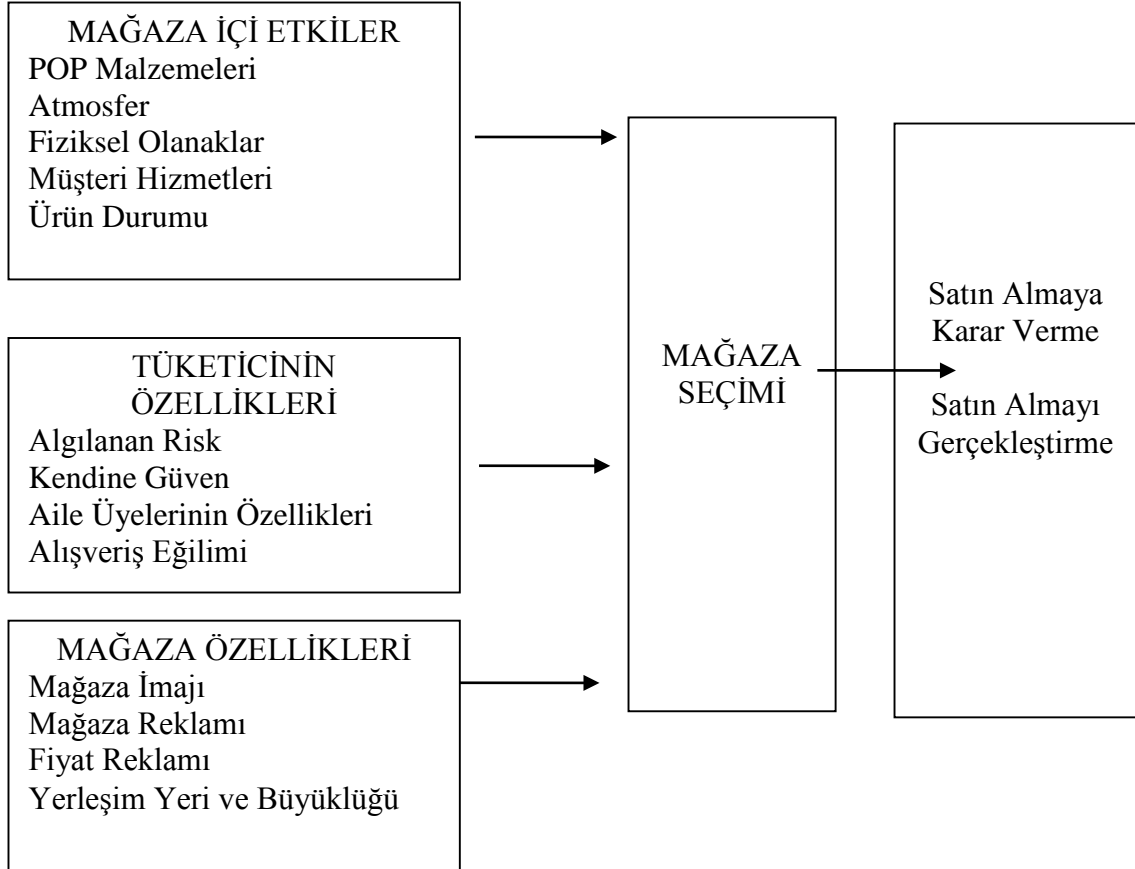 MAĞAZA İÇİ ETKİLER
POP Malzemeleri
Atmosfer
Fiziksel Olanaklar
Müşteri Hizmetleri
Ürün Durumu
TÜKETİCİNİN
ÖZELLİKLERİ
Algılanan Risk
Kendine Güven
Aile Üyelerinin Özellikleri
Alışveriş Eğilimi
MAĞAZA ÖZELLİKLERİ
Mağaza İmajı
Mağaza Reklamı
Fiyat Reklamı
Yerleşim Yeri ve Büyüklüğü
MAĞAZA
SEÇİMİ
Satın Almaya
Karar Verme
Satın Almayı
Gerçekleştirme